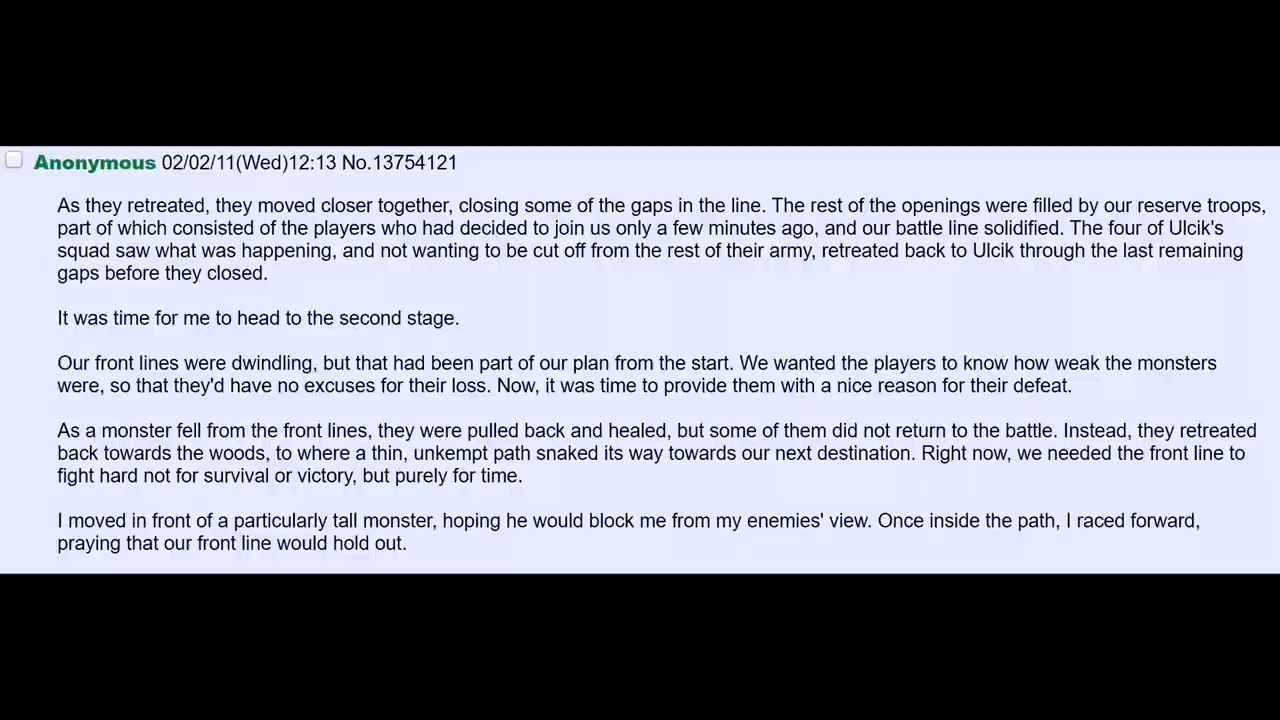 Anonymous 02/02/11(Wed)12:13 No.13754121
As they retreated, they moved closer together, closing some of the gaps in the line. The rest of the openings were filled by our reserve troops,
part of which consisted of the players who had decided to join us only a few minutes ago, and our battle line solidified. The four of Ulcik's
squad saw what was happening, and not wanting to be cut off from the rest of their army, retreated back to Ulcik through the last remaining
gaps before they closed.
It was time for me to head to the second stage.
Our front lines were dwindling, but that had been part of our plan from the start. We wanted the players to know how weak the monsters
were, so that they'd have no excuses for their loss. Now, it was time to provide them with a nice reason for their defeat.
As a monster fell from the front lines, they were pulled back and healed, but some of them did not return to the battle. Instead, they retreated
back towards the woods, to where a thin, unkempt path snaked its way towards our next destination. Right now, we needed the front line to
fight hard not for survival or victory, but purely for time.
I moved in front of a particularly tall monster, hoping he would block me from my enemies' view. Once inside the path, I raced forward,
praying that our front line would hold out.